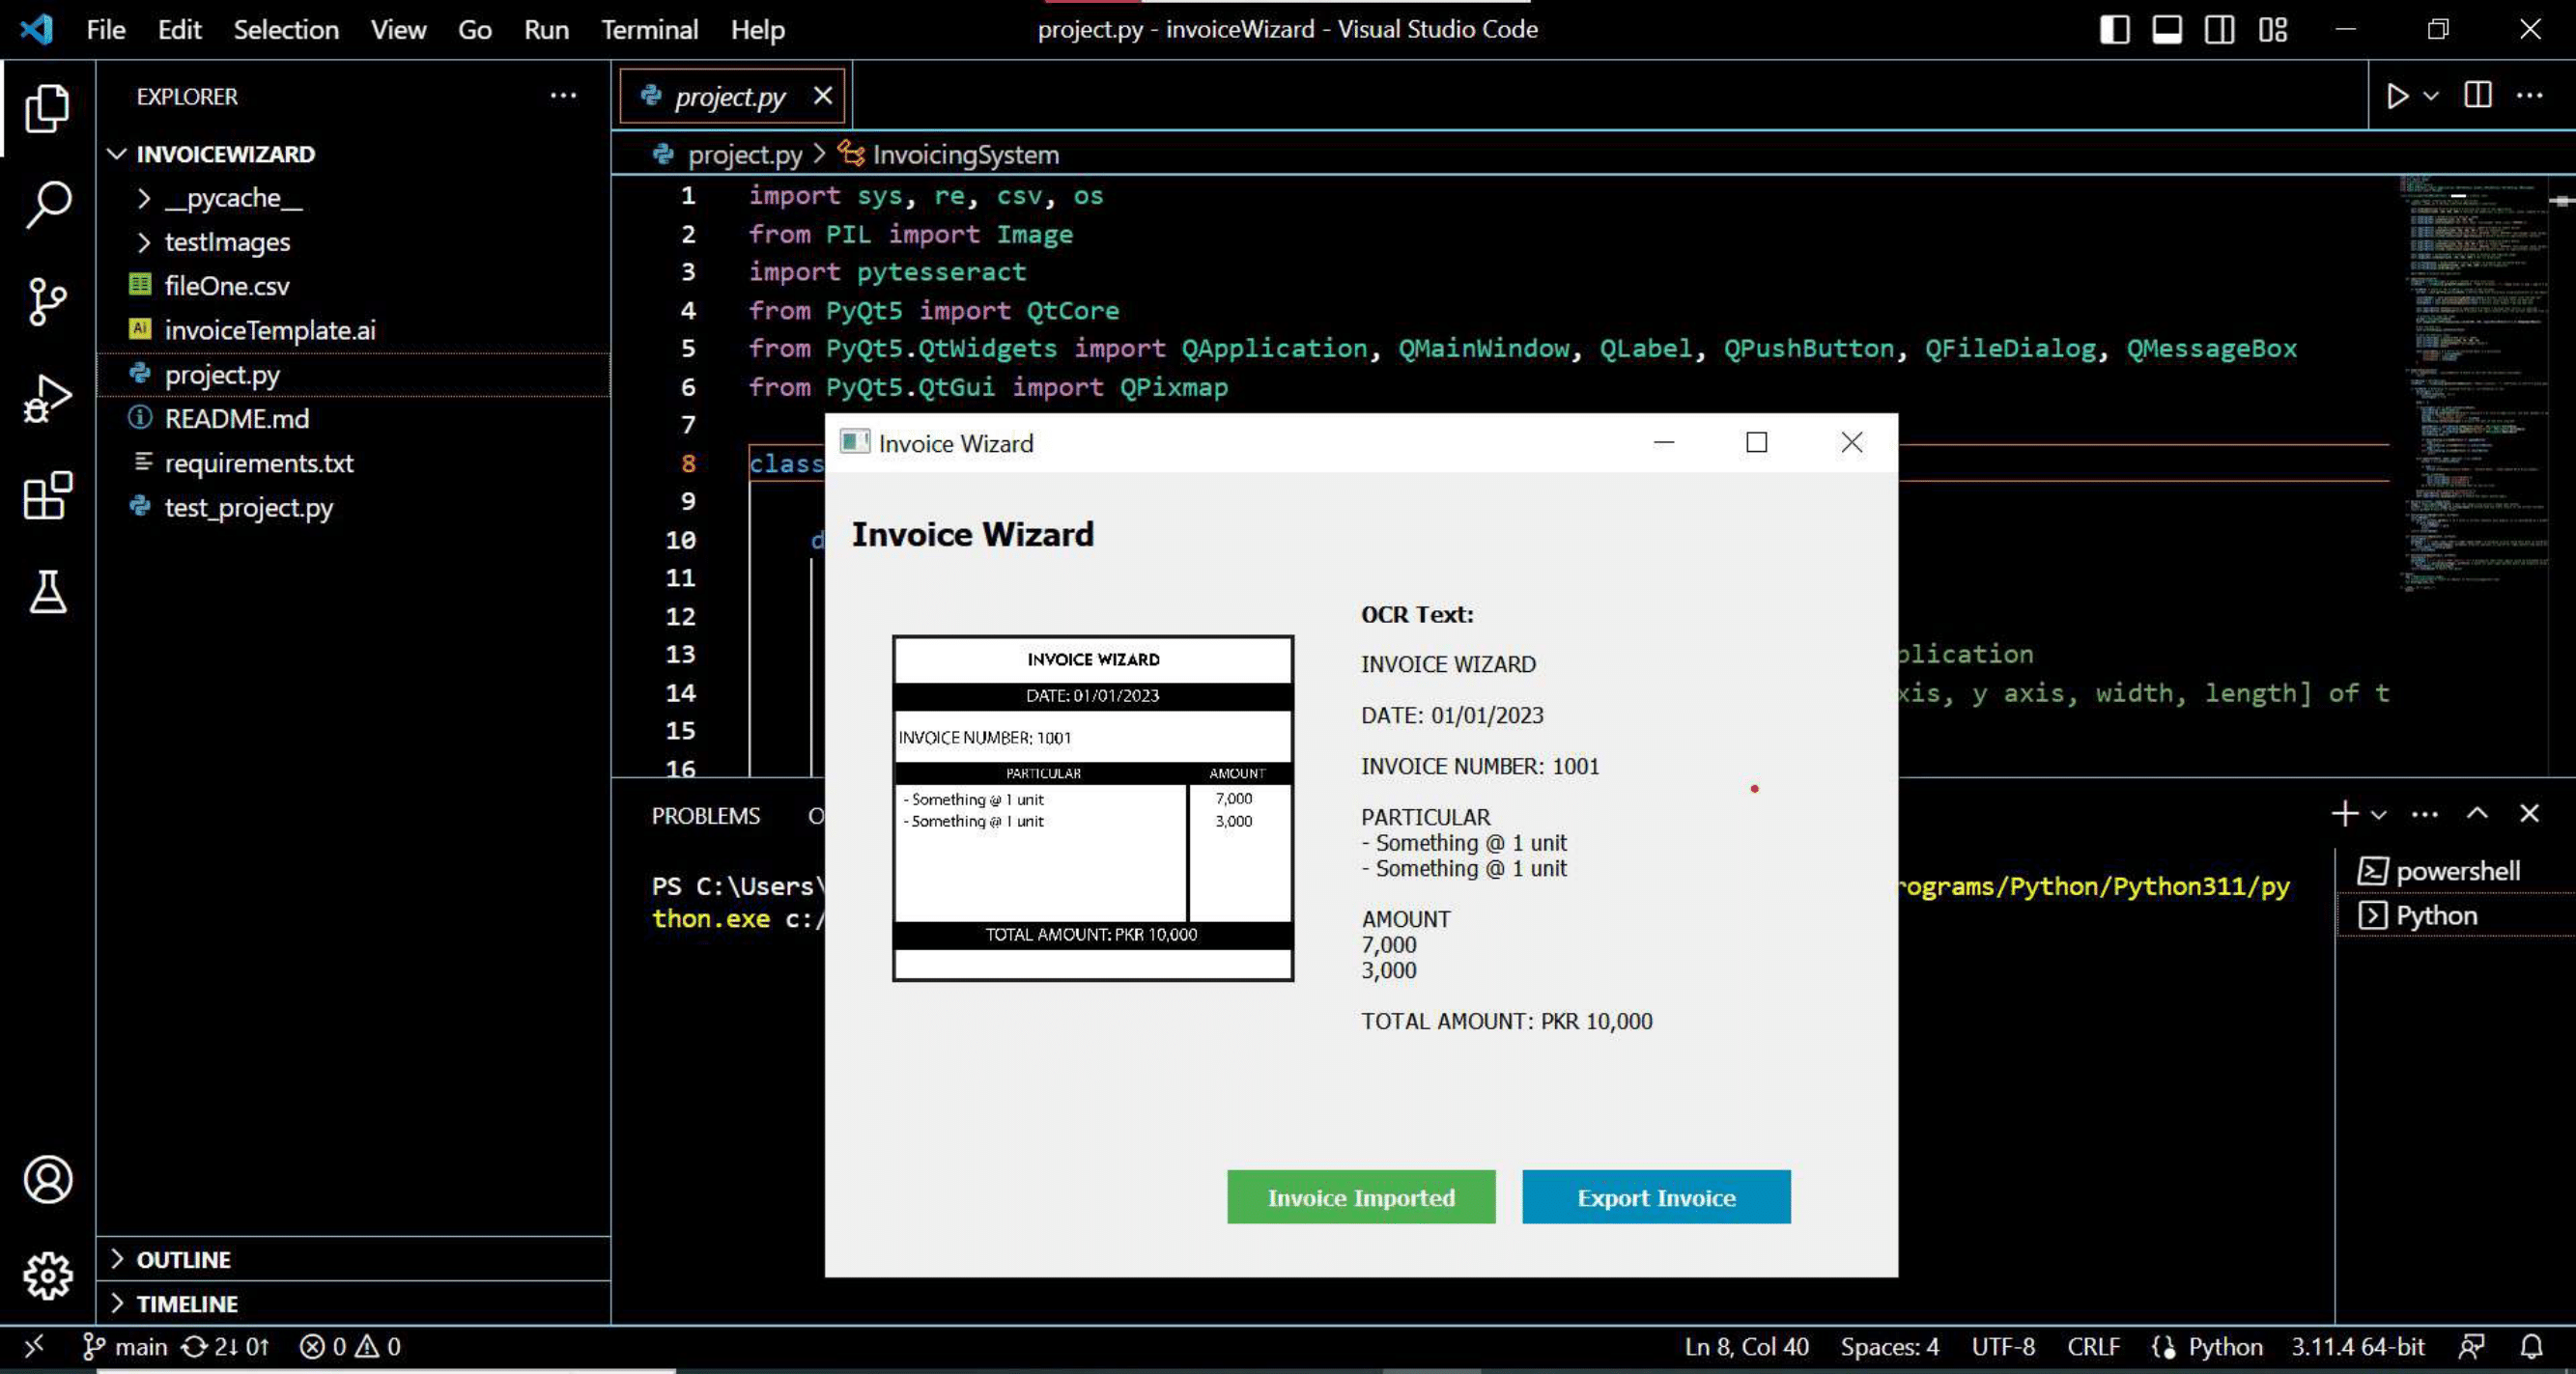 File Edit Selection View Go Run Terminal Help
project.py - invoiceWizard - Visual Studio Code
EXPLORER
INVOICEWIZARD
__pycache__
testImages
fileOne.csv
invoiceTemplate.ai
project.py
README.md
requirements.txt
test_project.py
OUTLINE
TIMELINE
project.py
project.py > InvoicingSystem
1 import sys, re, csv, os
2 from PIL import Image
3 import pytesseract
4 from PyQt5 import QtCore
5 from PyQt5.QtWidgets import QApplication, QMainWindow, QLabel, QPushButton, QFileDialog, QMessageBox
6 from PyQt5.QtGui import QPixmap
7
8 class
9
10 d
11
12
13 plication
14 xis, y axis, width, length] of t
15
16
Invoice Wizard
Invoice Wizard
INVOICE WIZARD
DATE: 01/01/2023
INVOICE NUMBER: 1001
PARTICULAR AMOUNT
- Something @ 1 unit 7,000
- Something @ 1 unit 3,000
TOTAL AMOUNT: PKR 10,000
OCR Text:
INVOICE WIZARD
DATE: 01/01/2023
INVOICE NUMBER: 1001
PARTICULAR
- Something @ 1 unit
- Something @ 1 unit
AMOUNT
7,000
3,000
TOTAL AMOUNT: PKR 10,000
Invoice Imported
Export Invoice
PROBLEMS O
PS C:\Users\ rograms/Python/Python311/py
thon.exe c:/
powershell
Python
main 2↓ 0↑ 0 0
Ln 8, Col 40 Spaces: 4 UTF-8 CRLF Python 3.11.4 64-bit